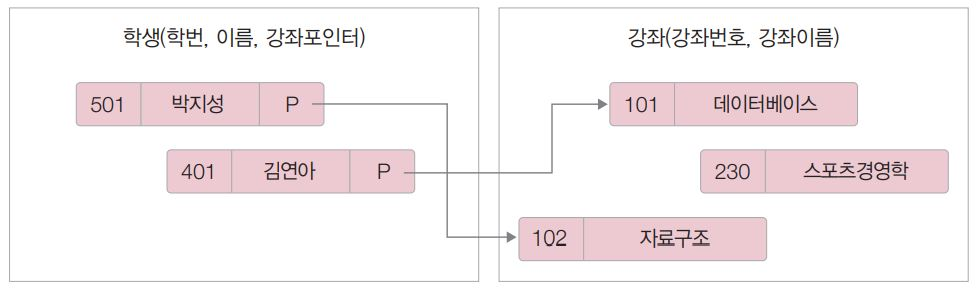 학생(학번, 이름, 강좌포인터)
501 박지성 P
401 김연아 P
강좌(강좌번호, 강좌이름)
101 데이터베이스
230 스포츠경영학
102 자료구조